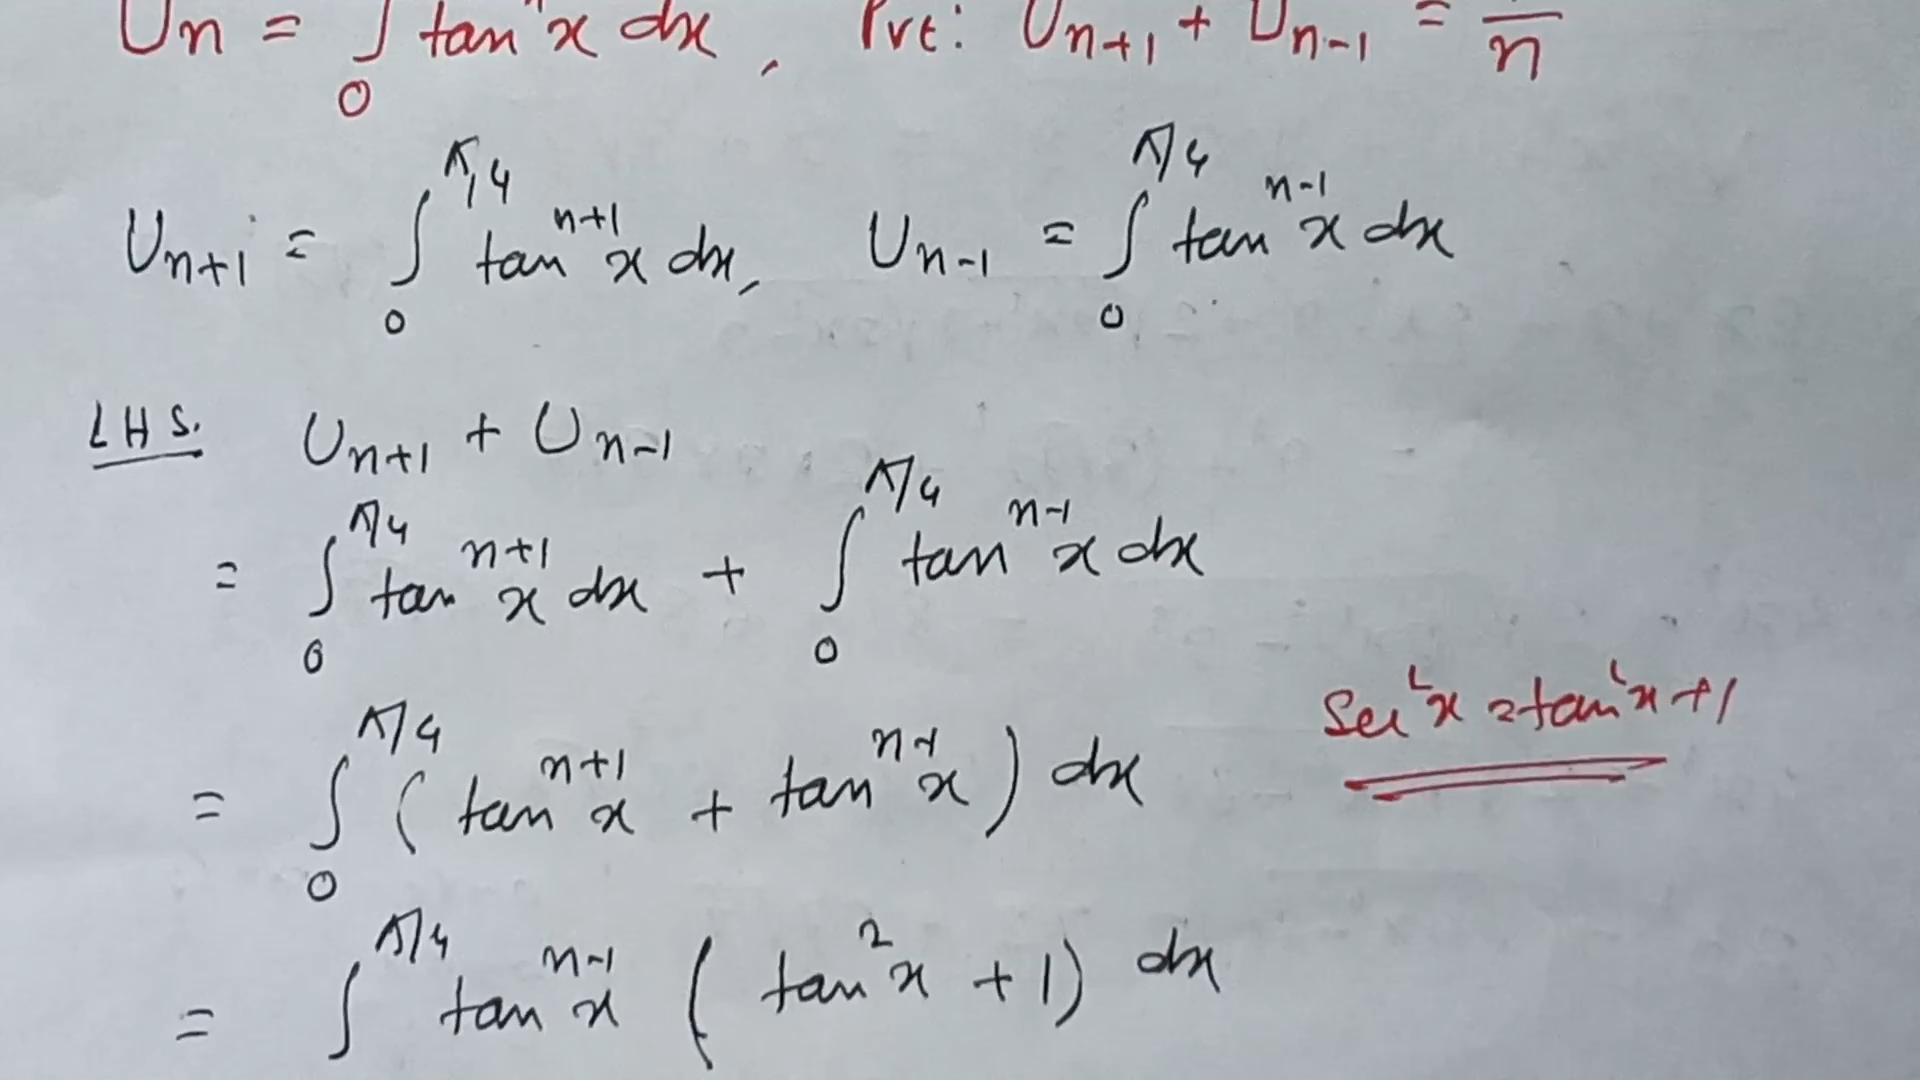 Un = ∫₀ tanⁿx dx, Pvt: Un+1 + Un-1 = —/n
Un+1 = ∫₀^π/4 tan^n+1 x dx, Un-1 = ∫₀^π/4 tan^n-1 x dx
LHS. Un+1 + Un-1
= ∫₀^π/4 tan^n+1 x dx + ∫₀^π/4 tan^n-1 x dx
= ∫₀^π/4 (tan^n+1 x + tan^n-1 x) dx
Sec²x = tan²x + 1
= ∫^π/4 tan^n-1 x (tan²x + 1) dx